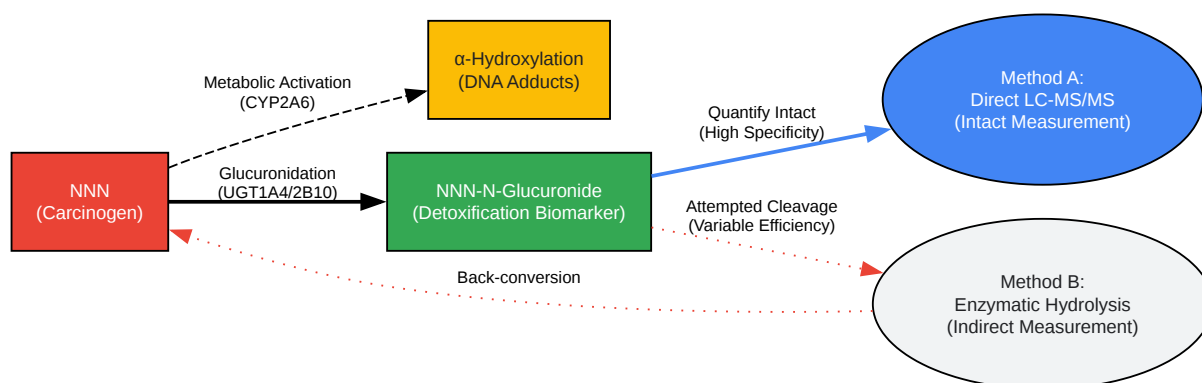 α-Hydroxylation
(DNA Adducts)
Metabolic Activation
(CYP2A6)
Method A:
Direct LC-MS/MS
(Intact Measurement)
Quantify Intact
(High Specificity)
NNN
(Carcinogen)
Glucuronidation
(UGT1A4/2B10)
NNN-N-Glucuronide
(Detoxification Biomarker)
Attempted Cleavage
(Variable Efficiency)
Back-conversion
Method B:
Enzymatic Hydrolysis
(Indirect Measurement)